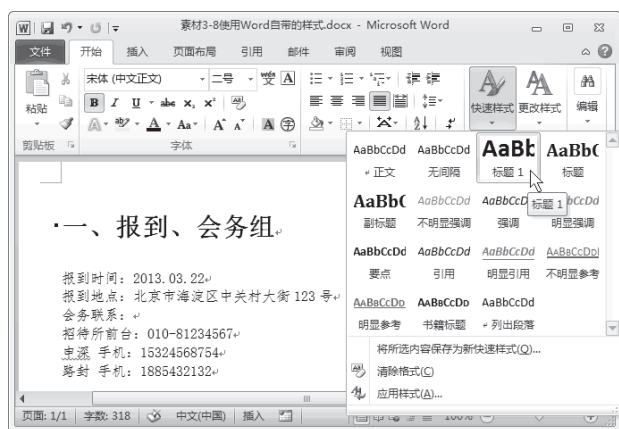 素材3-8使用Word自带的样式.docx - Microsoft Word
文件 开始 插入 页面布局 引用 邮件 审阅 视图
宋体 (中文正文) 二号
粘贴 快速样式 更改样式 编辑
剪贴板 字体
AaBbCcDd AaBbCcDd AaBb AaBb(
正文 无间隔 标题 1 标题
标题 1
AaBb( AaBbCcDd AaBbCcD bCcDd
副标题 不明显强调 强调 明显强调
AaBbCcDd AaBbCcDd AaBbCcDd AABBCCDD
要点 引用 明显引用 不明显参考
AABBCCDD AABBCCDD AaBbCcDd
明显参考 书籍标题 列出段落
将所选内容保存为新快速样式(Q)...
清除格式(C)
应用样式(A)...
一、报到、会务组
报到时间：2013.03.22
报到地点：北京市海淀区中关村大街 123 号
会务联系：
招待所前台：010-81234567
史深 手机：15324568754
路封 手机：1885432132
页面: 1/1 字数: 318 中文(中国) 插入 100%